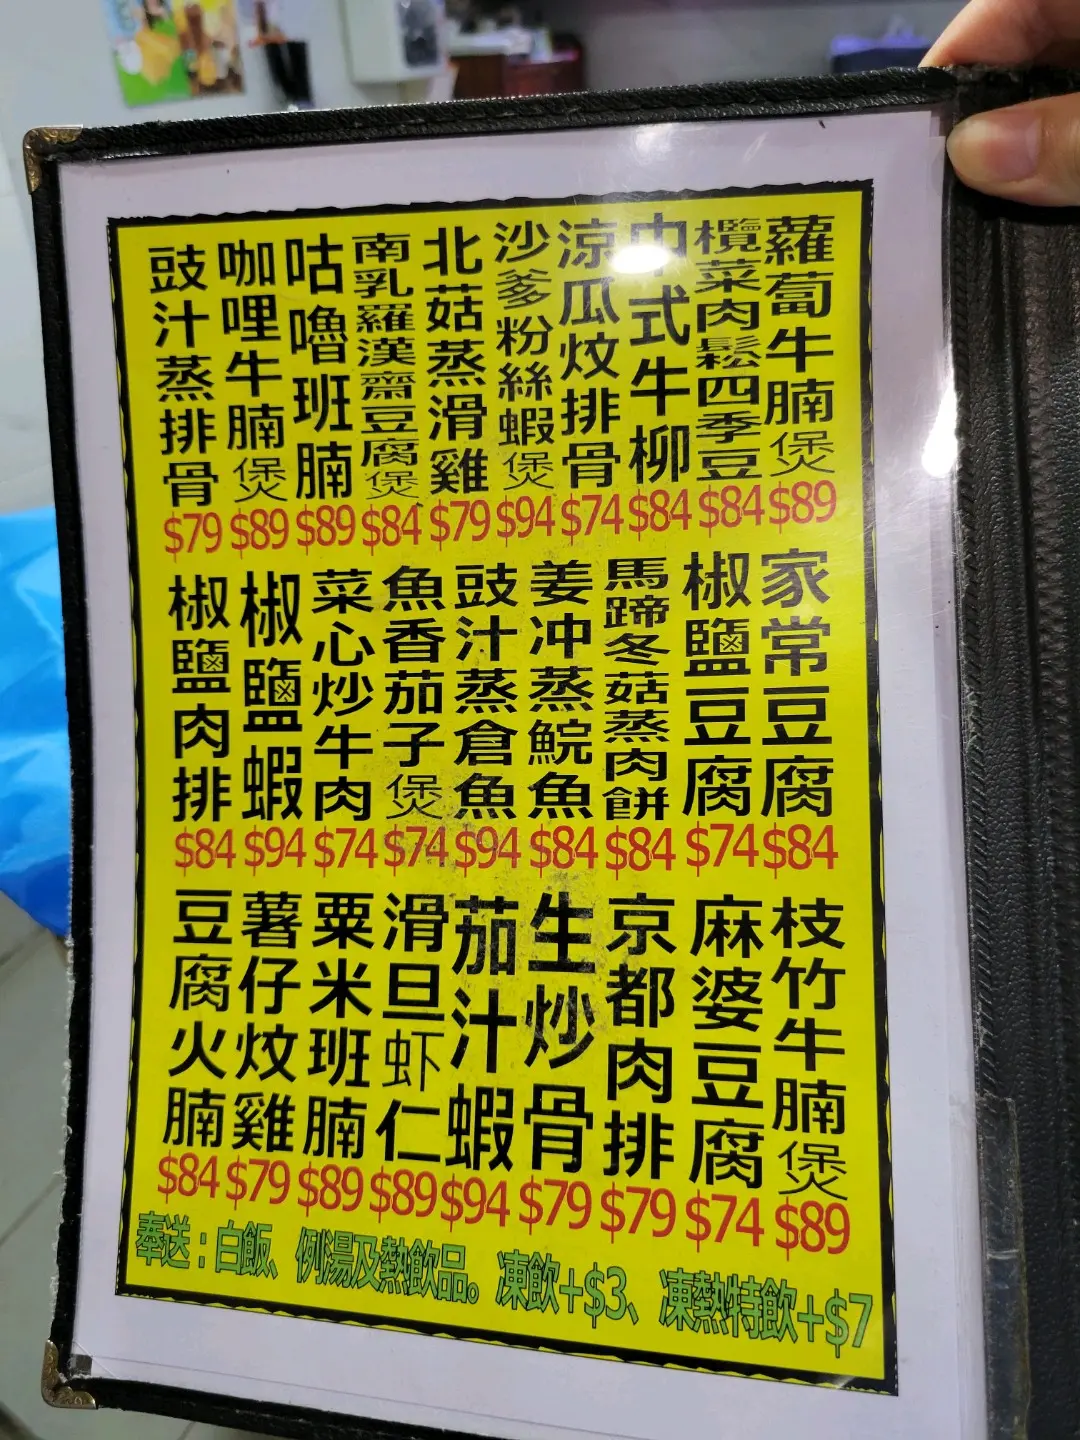 蘿蔔牛腩煲
$89
欖菜肉鬆四季豆
$84
中式牛柳
$84
涼瓜炆排骨
$74
沙爹粉絲蝦煲
$94
北菇蒸滑雞
$79
南乳羅漢齋豆腐煲
$84
咕嚕班腩
$89
咖哩牛腩煲
$89
豉汁蒸排骨
$79
家常豆腐
$84
椒鹽豆腐
$74
馬蹄冬菇蒸肉餅
$84
姜冲蒸鯇魚
$84
豉汁蒸倉魚
$94
魚香茄子煲
$74
菜心炒牛肉
$74
椒鹽蝦
$94
椒鹽肉排
$84
枝竹牛腩煲
$89
麻婆豆腐
$74
京都肉排
$79
生炒骨
$79
茄汁蝦
$94
滑旦虾仁
$89
粟米班腩
$89
薯仔炆雞
$79
豆腐火腩
$84
奉送：白飯、例湯及熱飲品。凍飲+$3、凍熱特飲+$7